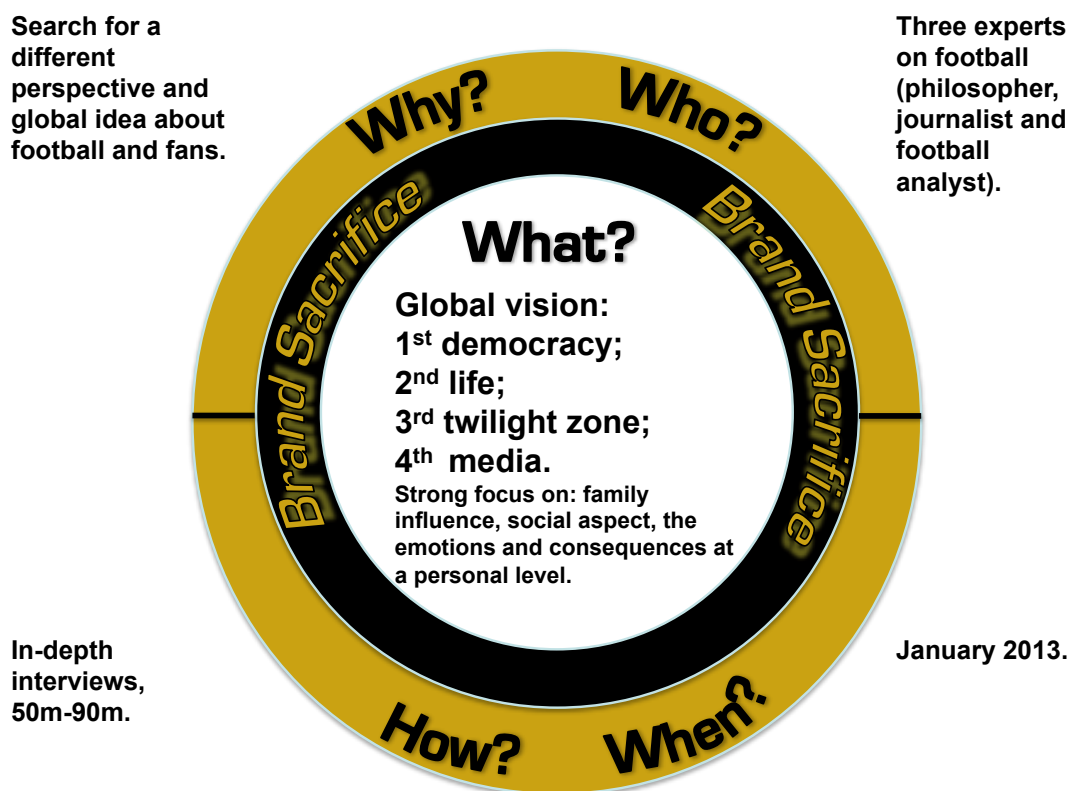 Search for a
different
perspective and
global idea about
football and fans.
Why?
Who?
Three experts
on football
(philosopher,
journalist and
football
analyst).
Brand Sacrifice
Brand Sacrifice
What?
Global vision:
1st democracy;
2nd life;
3rd twilight zone;
4th media.
Strong focus on: family
influence, social aspect, the
emotions and consequences at
a personal level.
In-depth
interviews,
50m-90m.
How?
When?
January 2013.